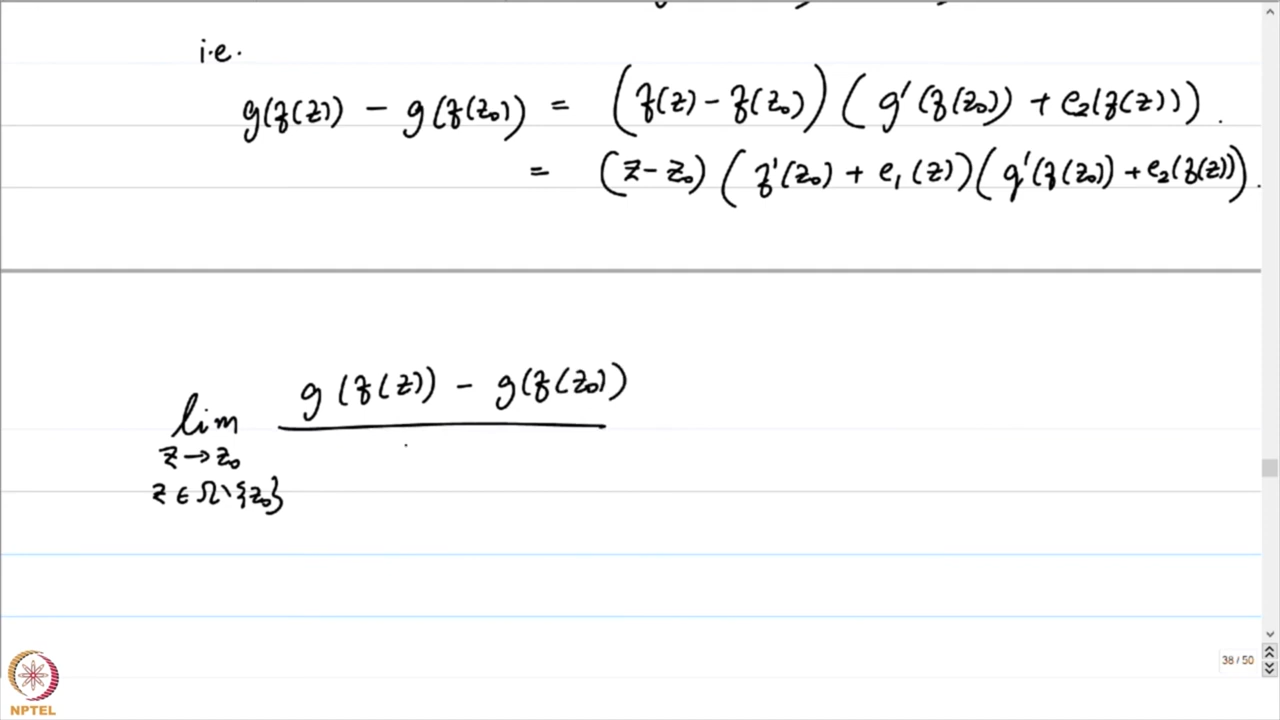 i.e.
g(f(z)) - g(f(z₀)) = (f(z) - f(z₀)) (g'(f(z₀)) + e₂(f(z))).
= (z - z₀) (f'(z₀) + e₁(z)) (g'(f(z₀)) + e₂(f(z))).
g(f(z)) - g(f(z₀))
lim
z → z₀
z ∈ Ω \ {z₀}
38 / 50
NPTEL